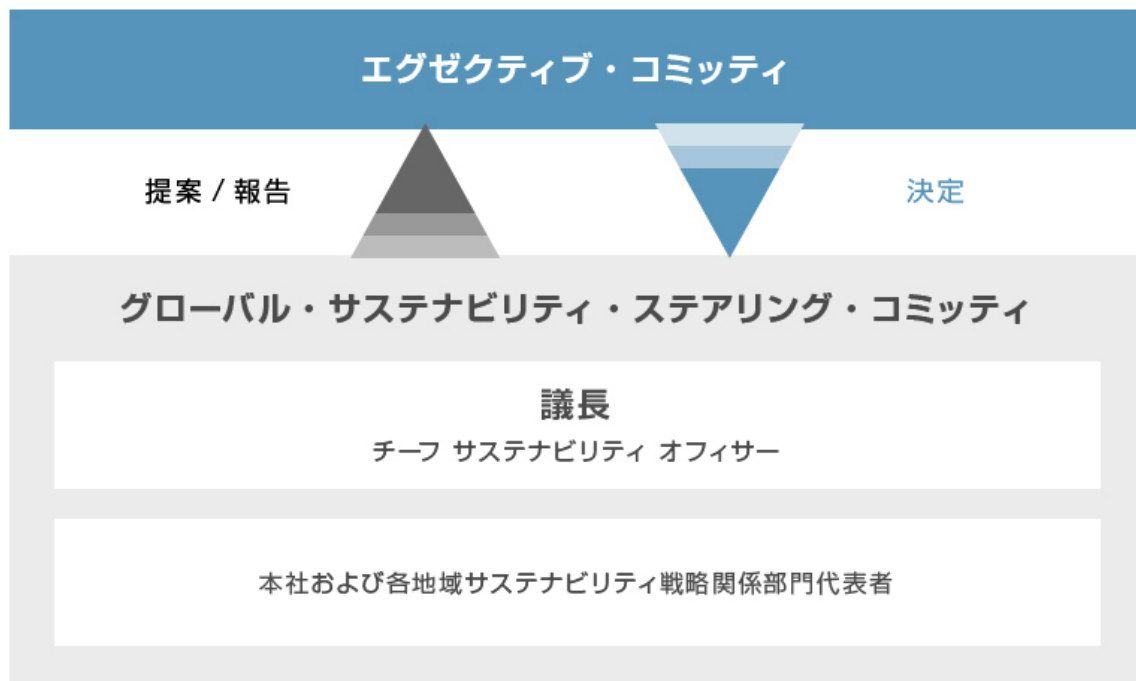 エグゼクティブ・コミッティ
提案 / 報告
決定
グローバル・サステナビリティ・ステアリング・コミッティ
議長
チーフ サステナビリティ オフィサー
本社および各地域サステナビリティ戦略関係部門代表者